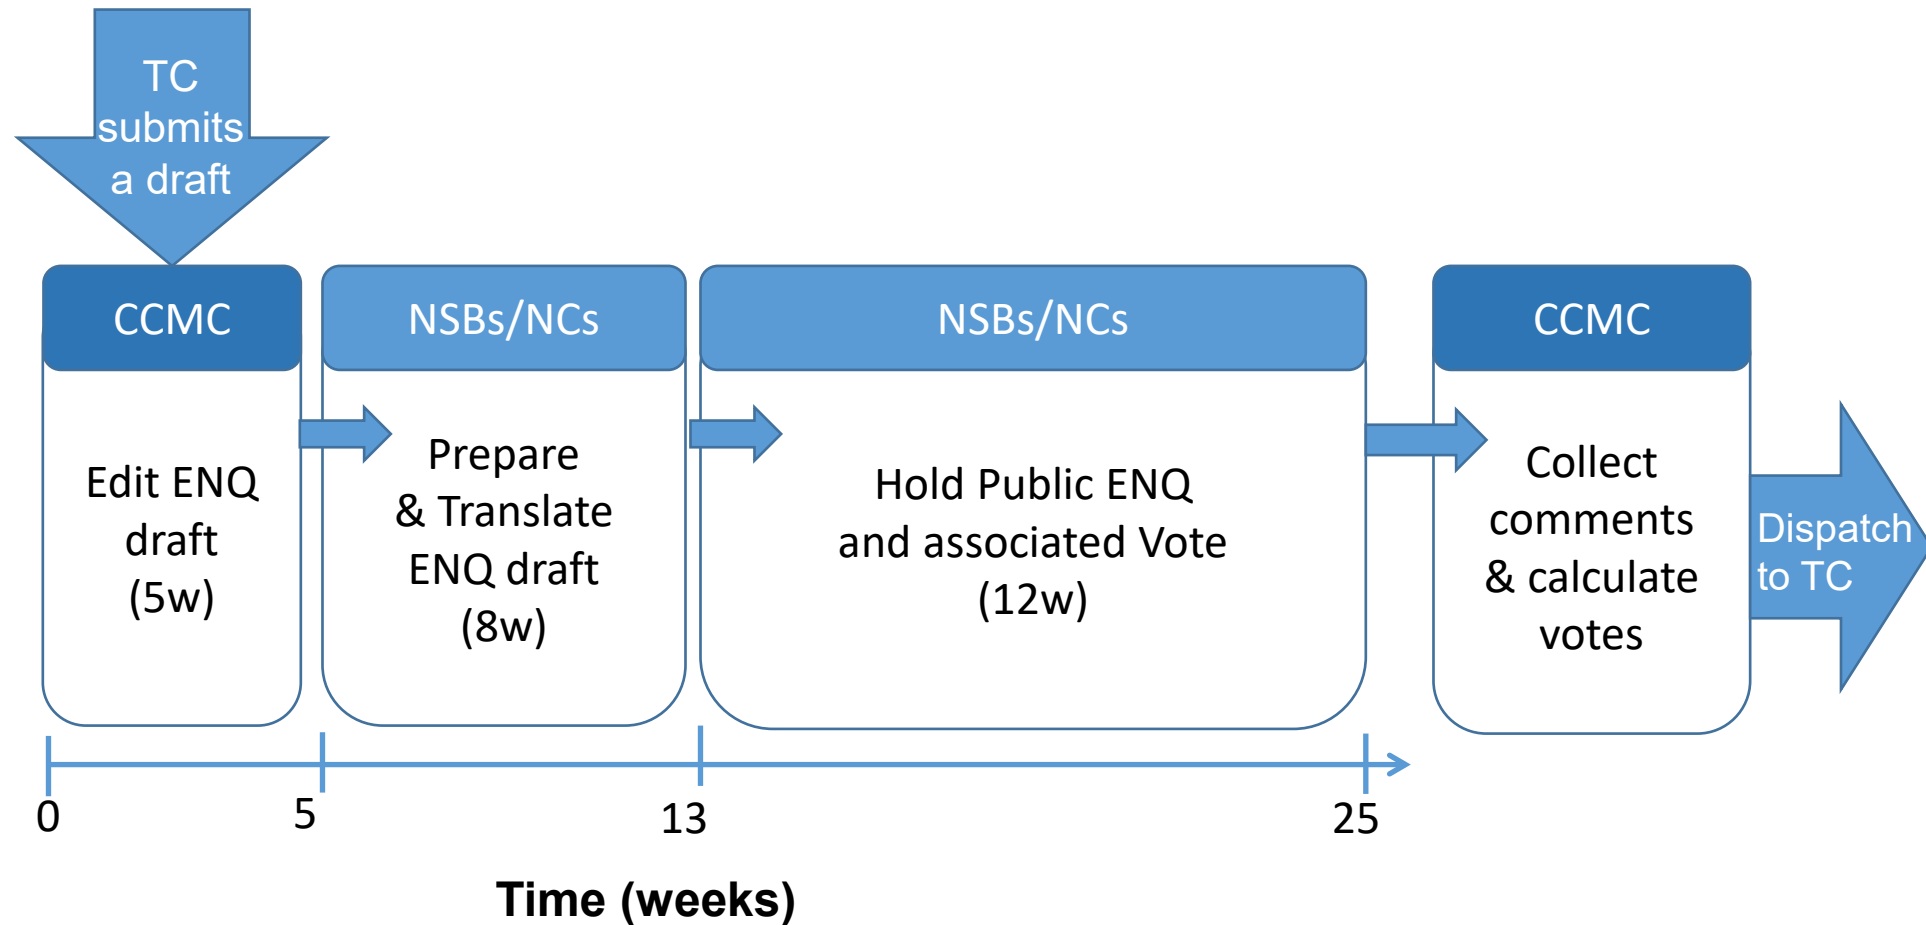 TC
submits
a draft
CCMC
Edit ENQ
draft
(5w)
NSBs/NCs
Prepare
& Translate
ENQ draft
(8w)
NSBs/NCs
Hold Public ENQ
and associated Vote
(12w)
CCMC
Collect
comments
& calculate
votes
Dispatch
to TC
0
5
13
25
Time (weeks)